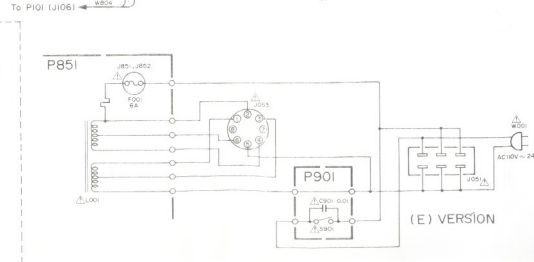 To P101 (J106)
W804
P851
J851, J852
F001
6A
J003
W001
AC110V ~ 24
J051
P901
C901 0.01
S901
L001
(E) VERSION